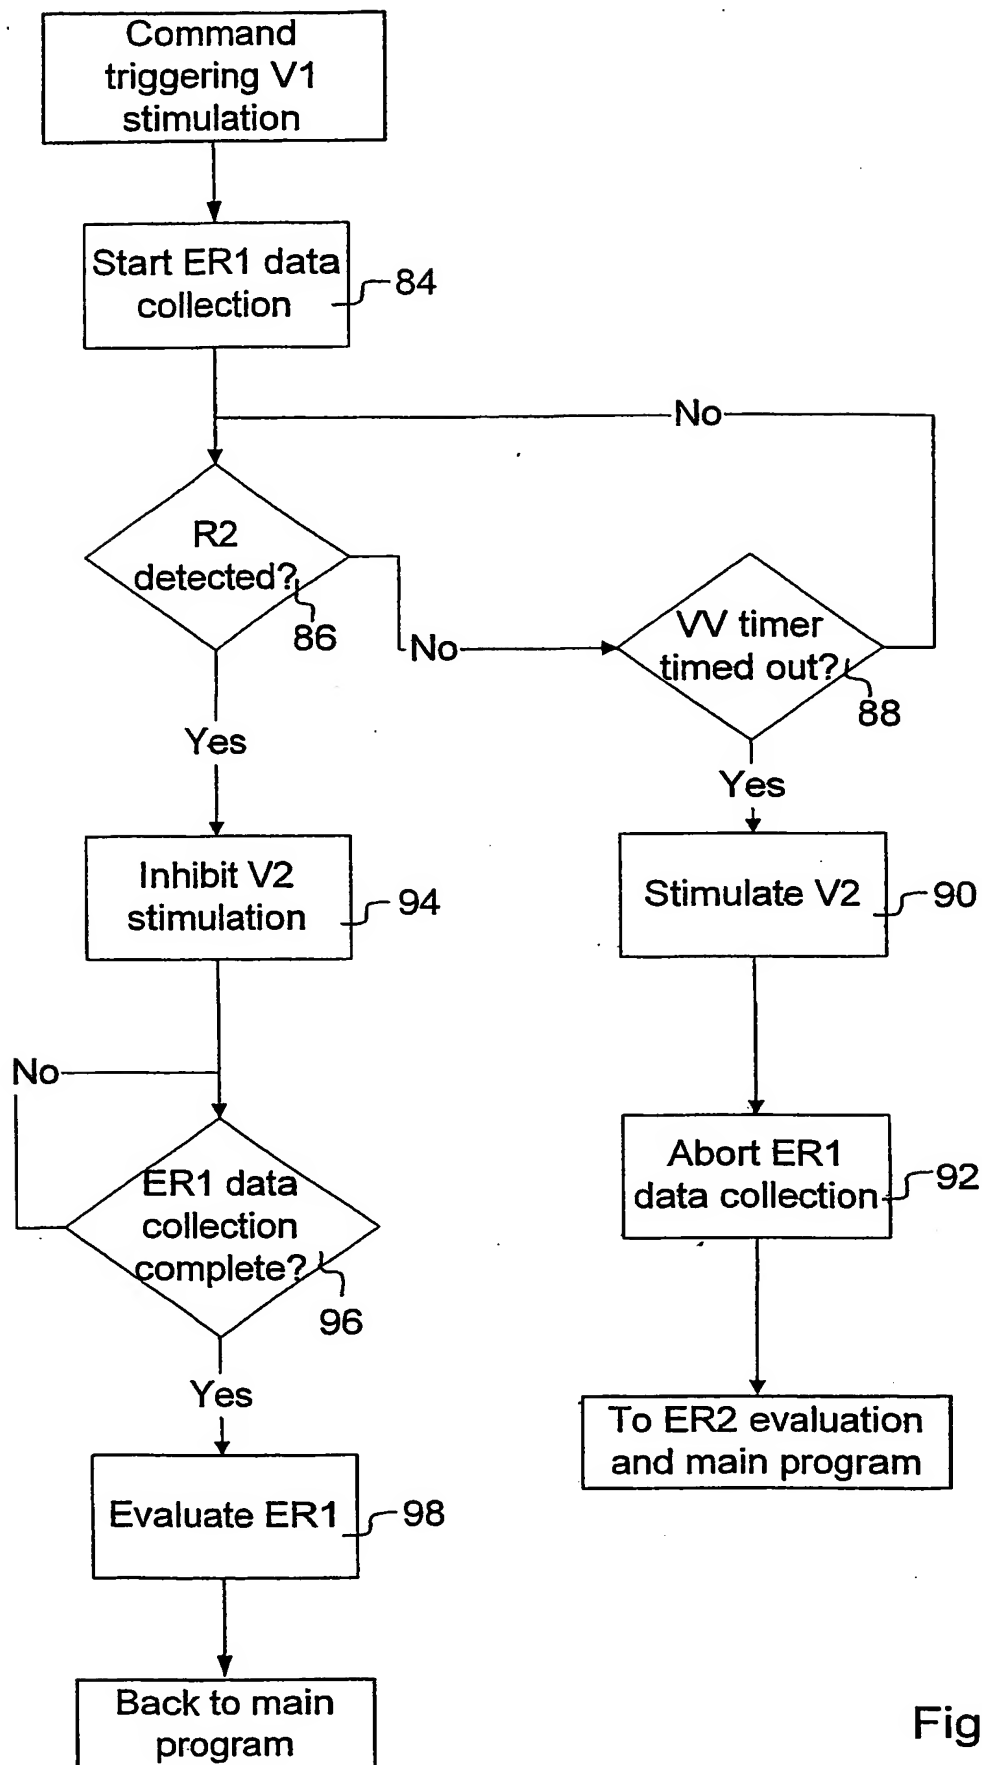 Command
triggering V1
stimulation
Start ER1 data
collection
84
No
R2
detected?
86
No
VV timer
timed out?
88
Yes
Yes
Inhibit V2
stimulation
94
Stimulate V2
90
No
ER1 data
collection
complete?
96
Abort ER1
data collection
92
Yes
To ER2 evaluation
and main program
Evaluate ER1
98
Back to main
program
Fig